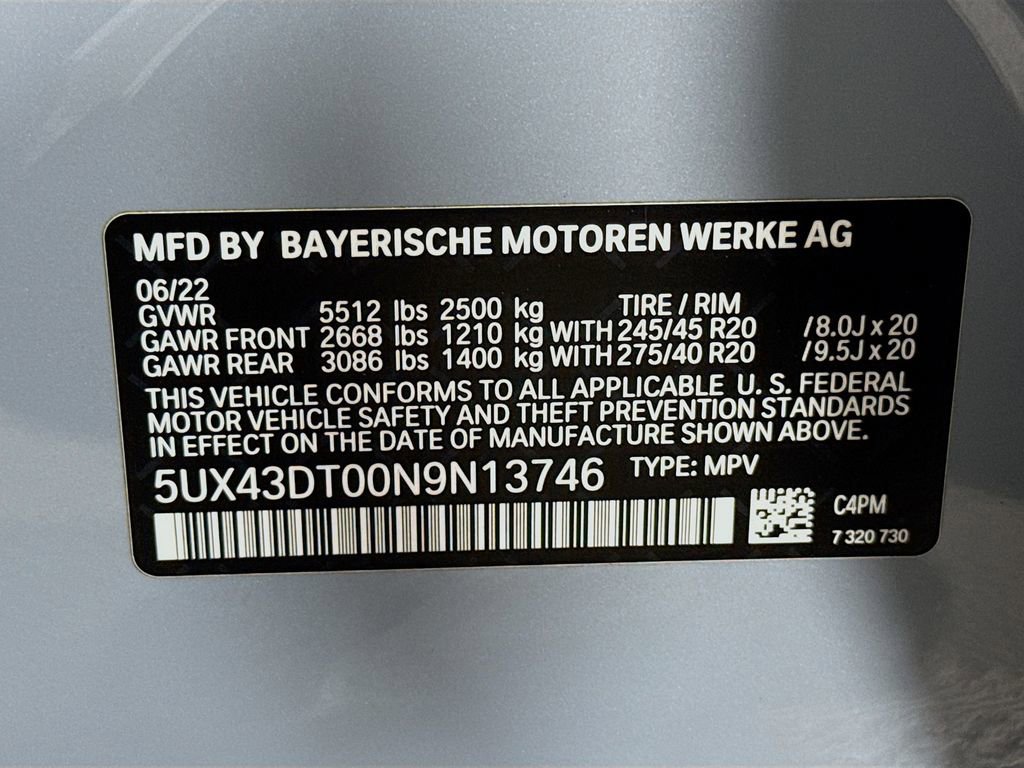 MFD BY BAYERISCHE MOTOREN WERKE AG
06/22
TIRE / RIM
GVWR 5512 lbs 2500 kg
GAWR FRONT 2668 lbs 1210 kg WITH 245/45 R20 /8.0J x 20
GAWR REAR 3086 lbs 1400 kg WITH 275/40 R20 /9.5J x 20
THIS VEHICLE CONFORMS TO ALL APPLICABLE U. S. FEDERAL
MOTOR VEHICLE SAFETY AND THEFT PREVENTION STANDARDS
IN EFFECT ON THE DATE OF MANUFACTURE SHOWN ABOVE.
5UX43DT00N9N13746 TYPE: MPV
C4PM
7 320 730